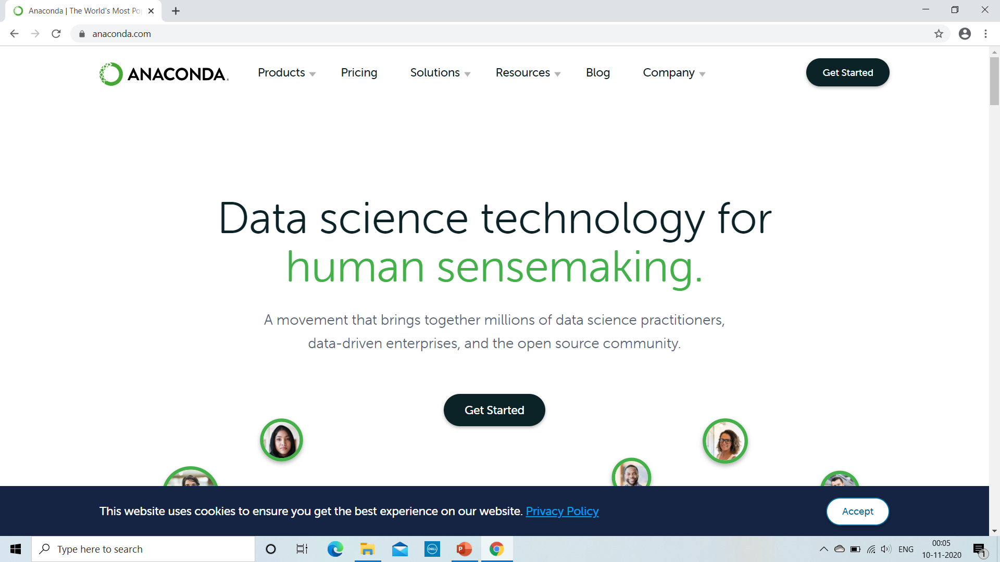 Anaconda | The World's Most Pop
anaconda.com
ANACONDA.
Products
Pricing
Solutions
Resources
Blog
Company
Get Started
Data science technology for
human sensemaking.
A movement that brings together millions of data science practitioners,
data-driven enterprises, and the open source community.
Get Started
This website uses cookies to ensure you get the best experience on our website. Privacy Policy
Accept
Type here to search
DELL
P
ENG
00:05
10-11-2020
1